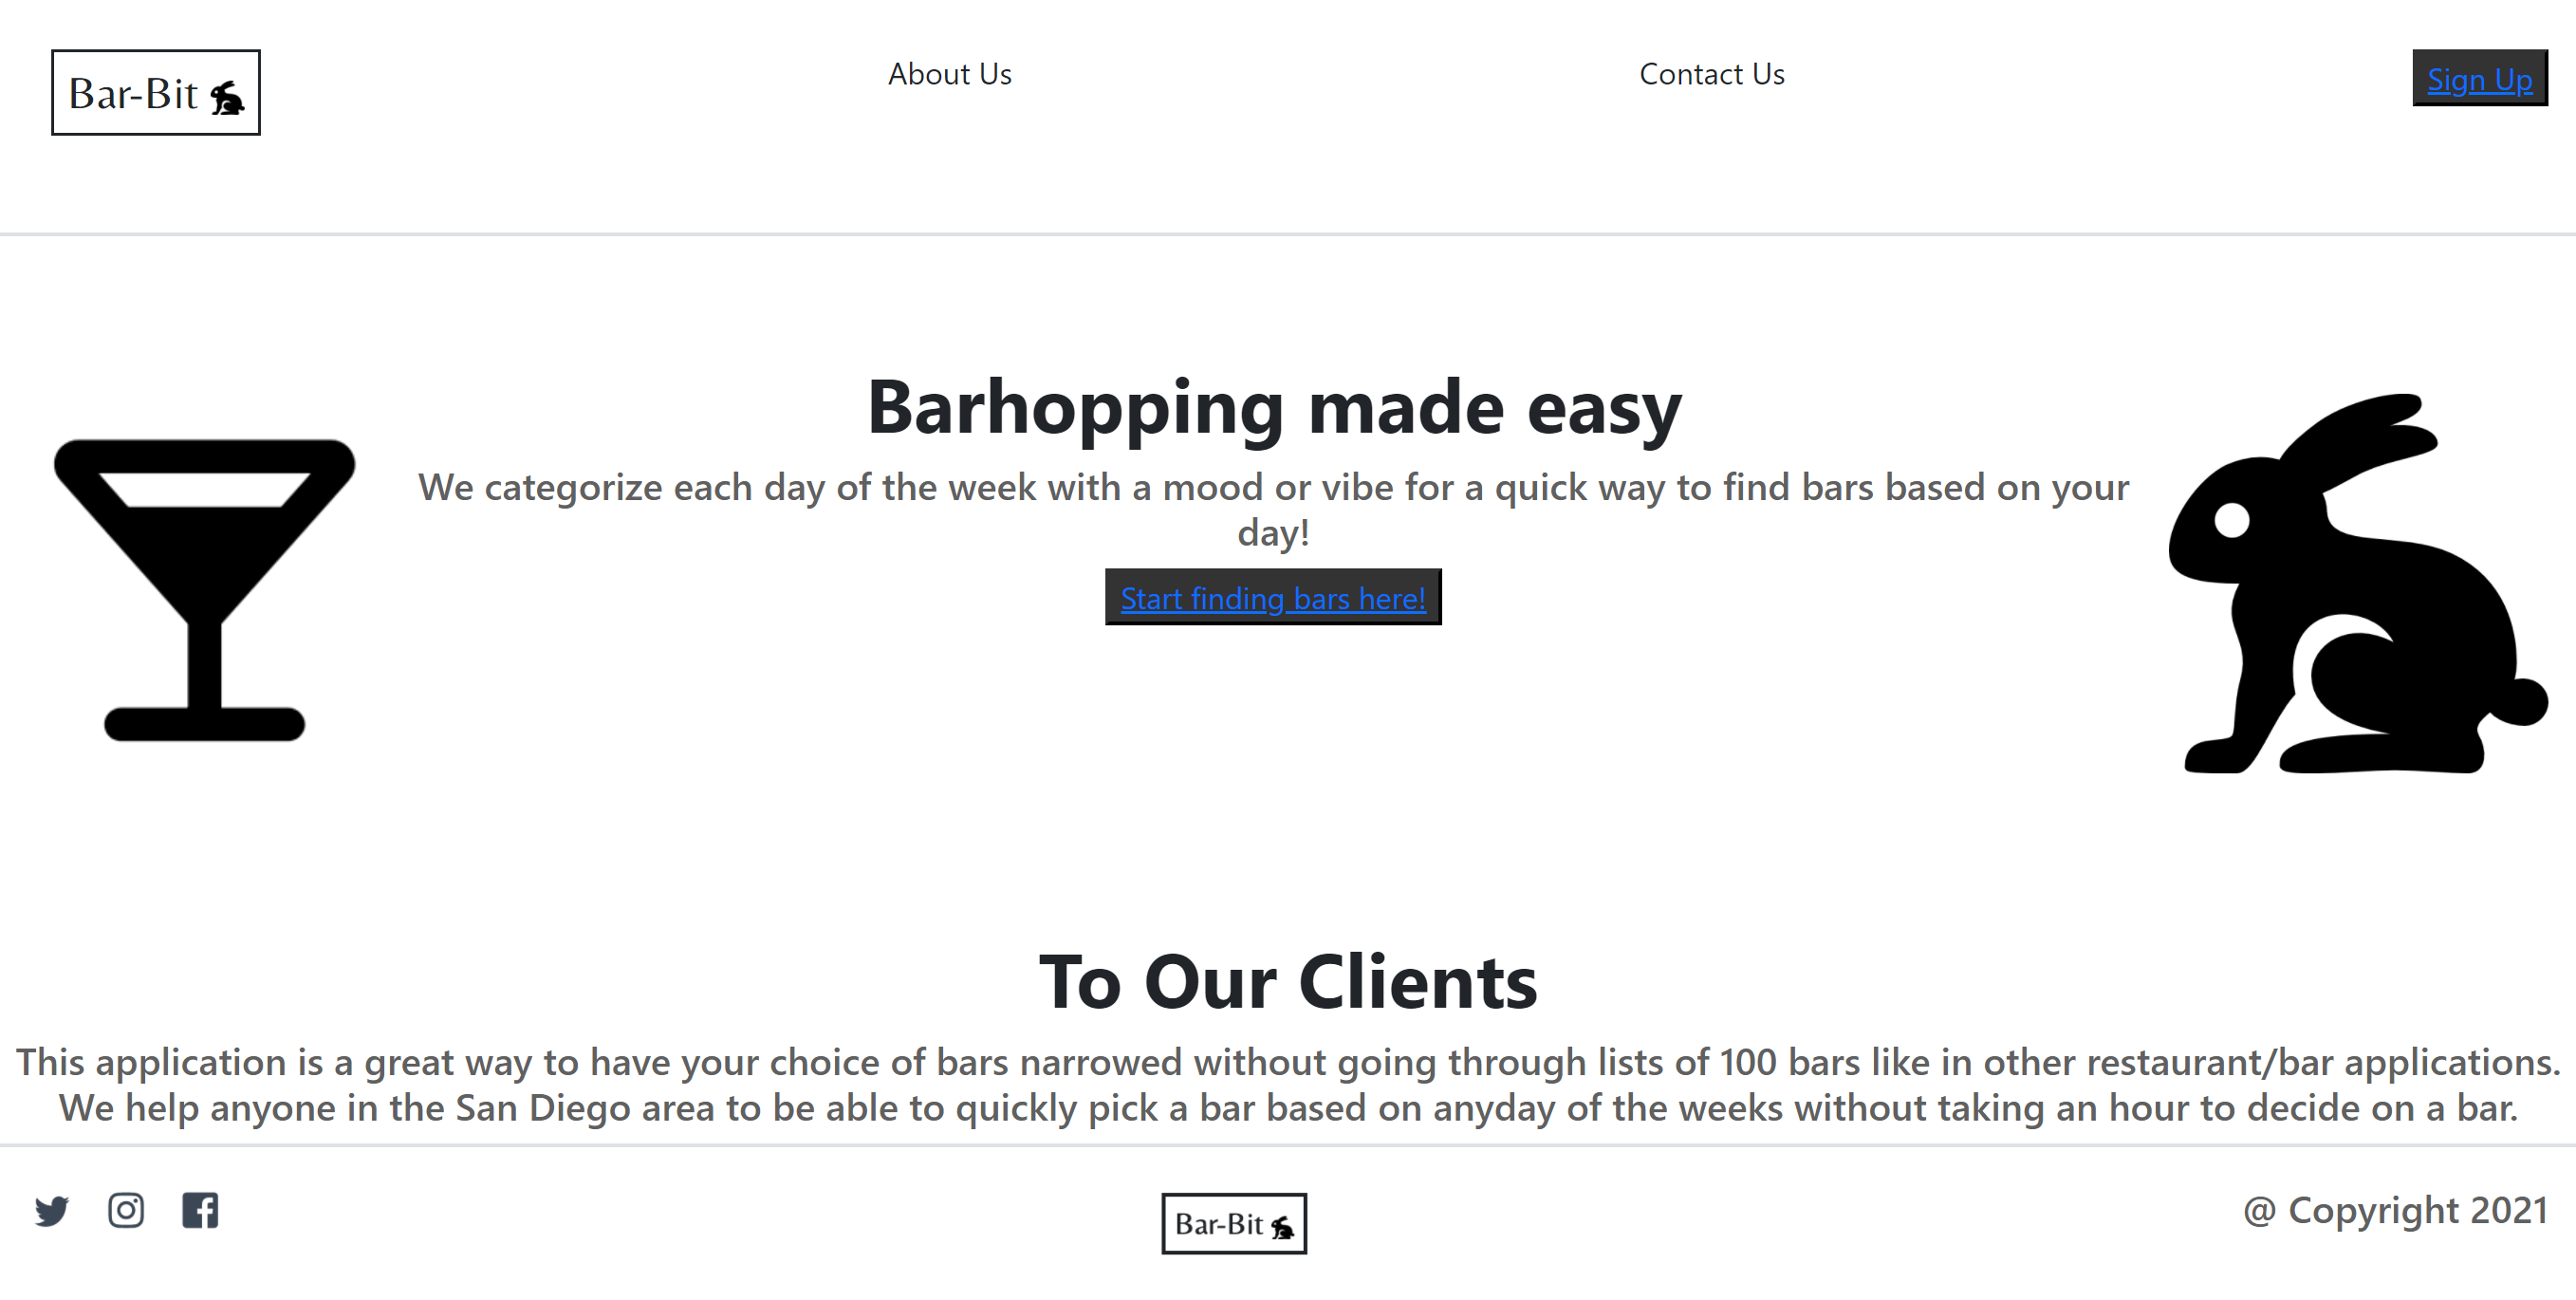 Bar-Bit
About Us
Contact Us
Sign Up
Barhopping made easy
We categorize each day of the week with a mood or vibe for a quick way to find bars based on your
day!
Start finding bars here!
To Our Clients
This application is a great way to have your choice of bars narrowed without going through lists of 100 bars like in other restaurant/bar applications.
We help anyone in the San Diego area to be able to quickly pick a bar based on anyday of the weeks without taking an hour to decide on a bar.
Bar-Bit
@ Copyright 2021